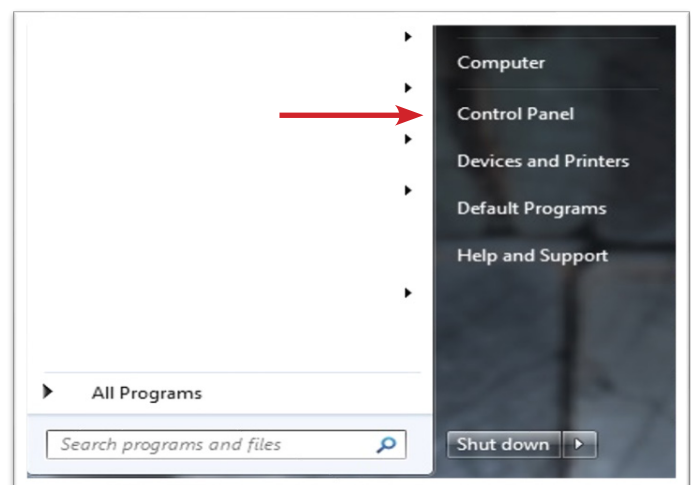 Computer
Control Panel
Devices and Printers
Default Programs
Help and Support
All Programs
Search programs and files
Shut down